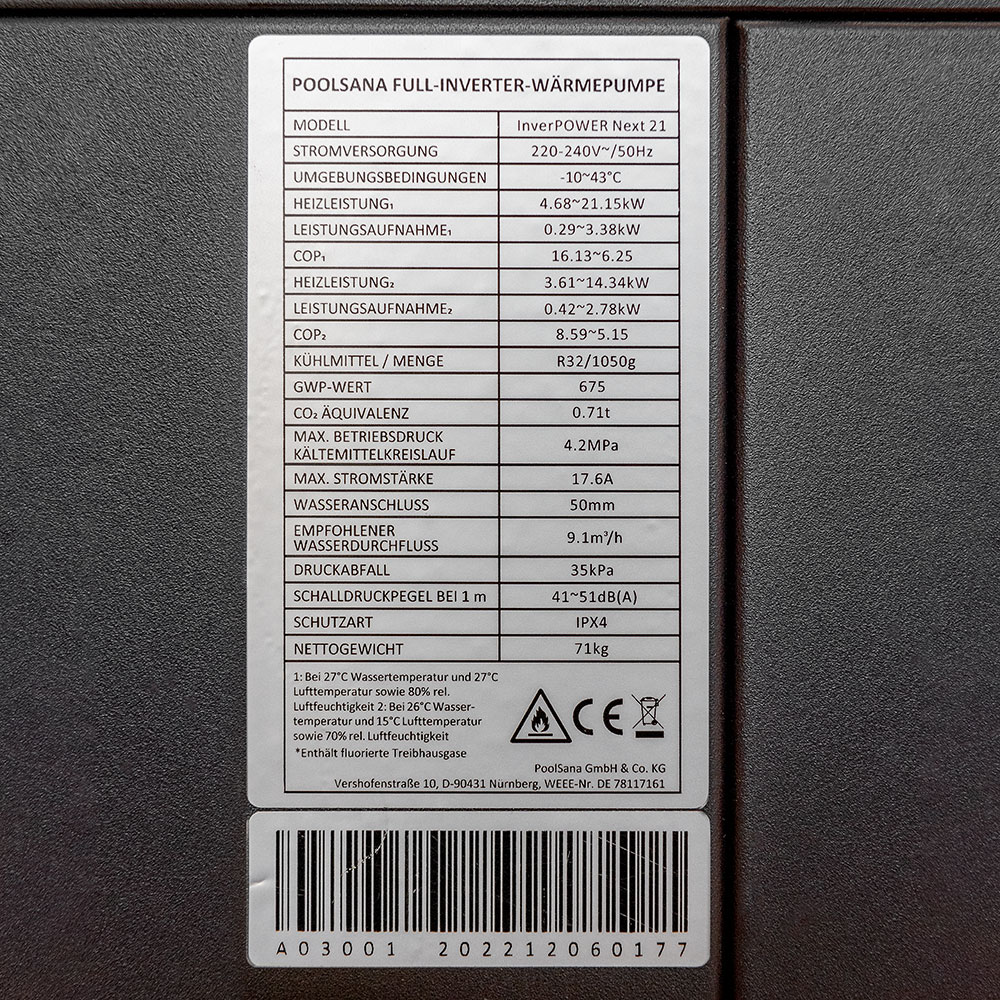 POOLSANA FULL-INVERTER-WÄRMEPUMPE
MODELL InverPOWER Next 21
STROMVERSORGUNG 220-240V~/50Hz
UMGEBUNGSBEDINGUNGEN -10~43°C
HEIZLEISTUNG₁ 4.68~21.15kW
LEISTUNGSAUFNAHME₁ 0.29~3.38kW
COP₁ 16.13~6.25
HEIZLEISTUNG₂ 3.61~14.34kW
LEISTUNGSAUFNAHME₂ 0.42~2.78kW
COP₂ 8.59~5.15
KÜHLMITTEL / MENGE R32/1050g
GWP-WERT 675
CO₂ ÄQUIVALENZ 0.71t
MAX. BETRIEBSDRUCK
KÄLTEMITTELKREISLAUF 4.2MPa
MAX. STROMSTÄRKE 17.6A
WASSERANSCHLUSS 50mm
EMPFOHLENER
WASSERDURCHFLUSS 9.1m³/h
DRUCKABFALL 35kPa
SCHALLDRUCKPEGEL BEI 1 m 41~51dB(A)
SCHUTZART IPX4
NETTOGEWICHT 71kg
1: Bei 27°C Wassertemperatur und 27°C
Lufttemperatur sowie 80% rel.
Luftfeuchtigkeit 2: Bei 26°C Wasser-
temperatur und 15°C Lufttemperatur
sowie 70% rel. Luftfeuchtigkeit
*Enthält fluorierte Treibhausgase
CE
PoolSana GmbH & Co. KG
Vershofenstraße 10, D-90431 Nürnberg, WEEE-Nr. DE 78117161
A03001 202212060177